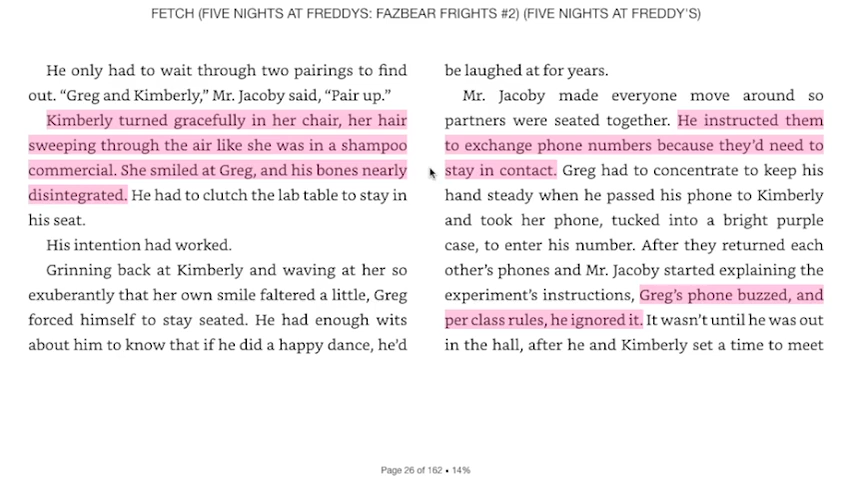 FETCH (FIVE NIGHTS AT FREDDYS: FAZBEAR FRIGHTS #2) (FIVE NIGHTS AT FREDDY'S)
He only had to wait through two pairings to find
out. “Greg and Kimberly,” Mr. Jacoby said, “Pair up.”
Kimberly turned gracefully in her chair, her hair
sweeping through the air like she was in a shampoo
commercial. She smiled at Greg, and his bones nearly
disintegrated. He had to clutch the lab table to stay in
his seat.
His intention had worked.
Grinning back at Kimberly and waving at her so
exuberantly that her own smile faltered a little, Greg
forced himself to stay seated. He had enough wits
about him to know that if he did a happy dance, he’d
be laughed at for years.
Mr. Jacoby made everyone move around so
partners were seated together. He instructed them
to exchange phone numbers because they’d need to
stay in contact. Greg had to concentrate to keep his
hand steady when he passed his phone to Kimberly
and took her phone, tucked into a bright purple
case, to enter his number. After they returned each
other’s phones and Mr. Jacoby started explaining the
experiment’s instructions, Greg’s phone buzzed, and
per class rules, he ignored it. It wasn’t until he was out
in the hall, after he and Kimberly set a time to meet
Page 26 of 162 • 14%